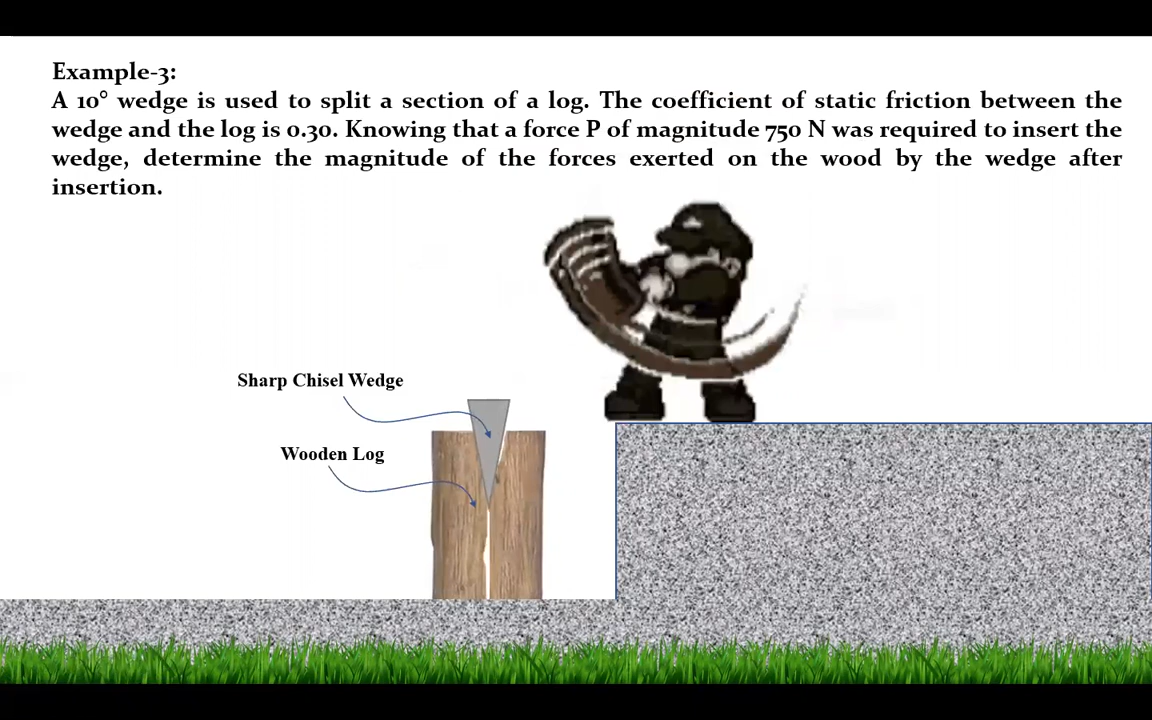 Example-3:
A 10° wedge is used to split a section of a log. The coefficient of static friction between the
wedge and the log is 0.30. Knowing that a force P of magnitude 750 N was required to insert the
wedge, determine the magnitude of the forces exerted on the wood by the wedge after
insertion.
Sharp Chisel Wedge
Wooden Log